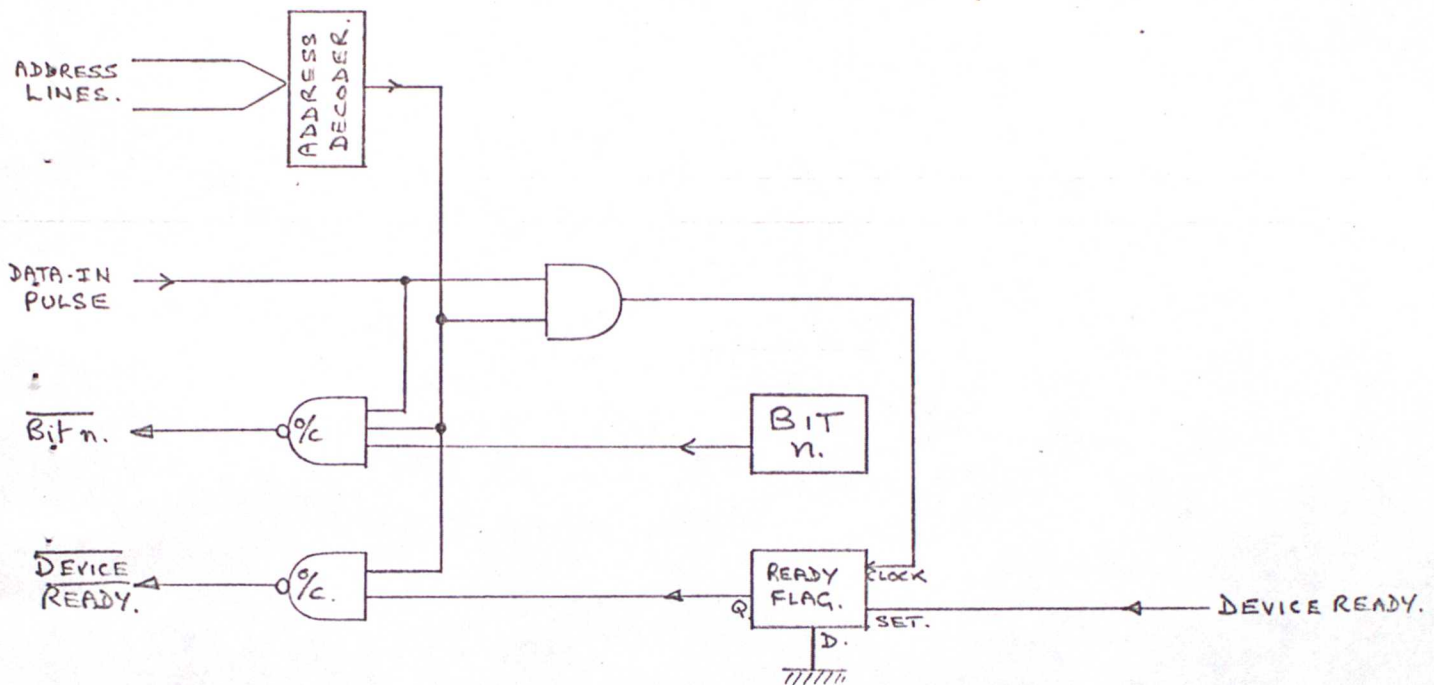 ADDRESS
LINES.
ADDRESS
DECODER.
DATA-IN
PULSE
Bit n.
o/c
BIT
n.
DEVICE
READY.
o/c.
Q
READY
FLAG.
CLOCK
SET.
D.
DEVICE READY.